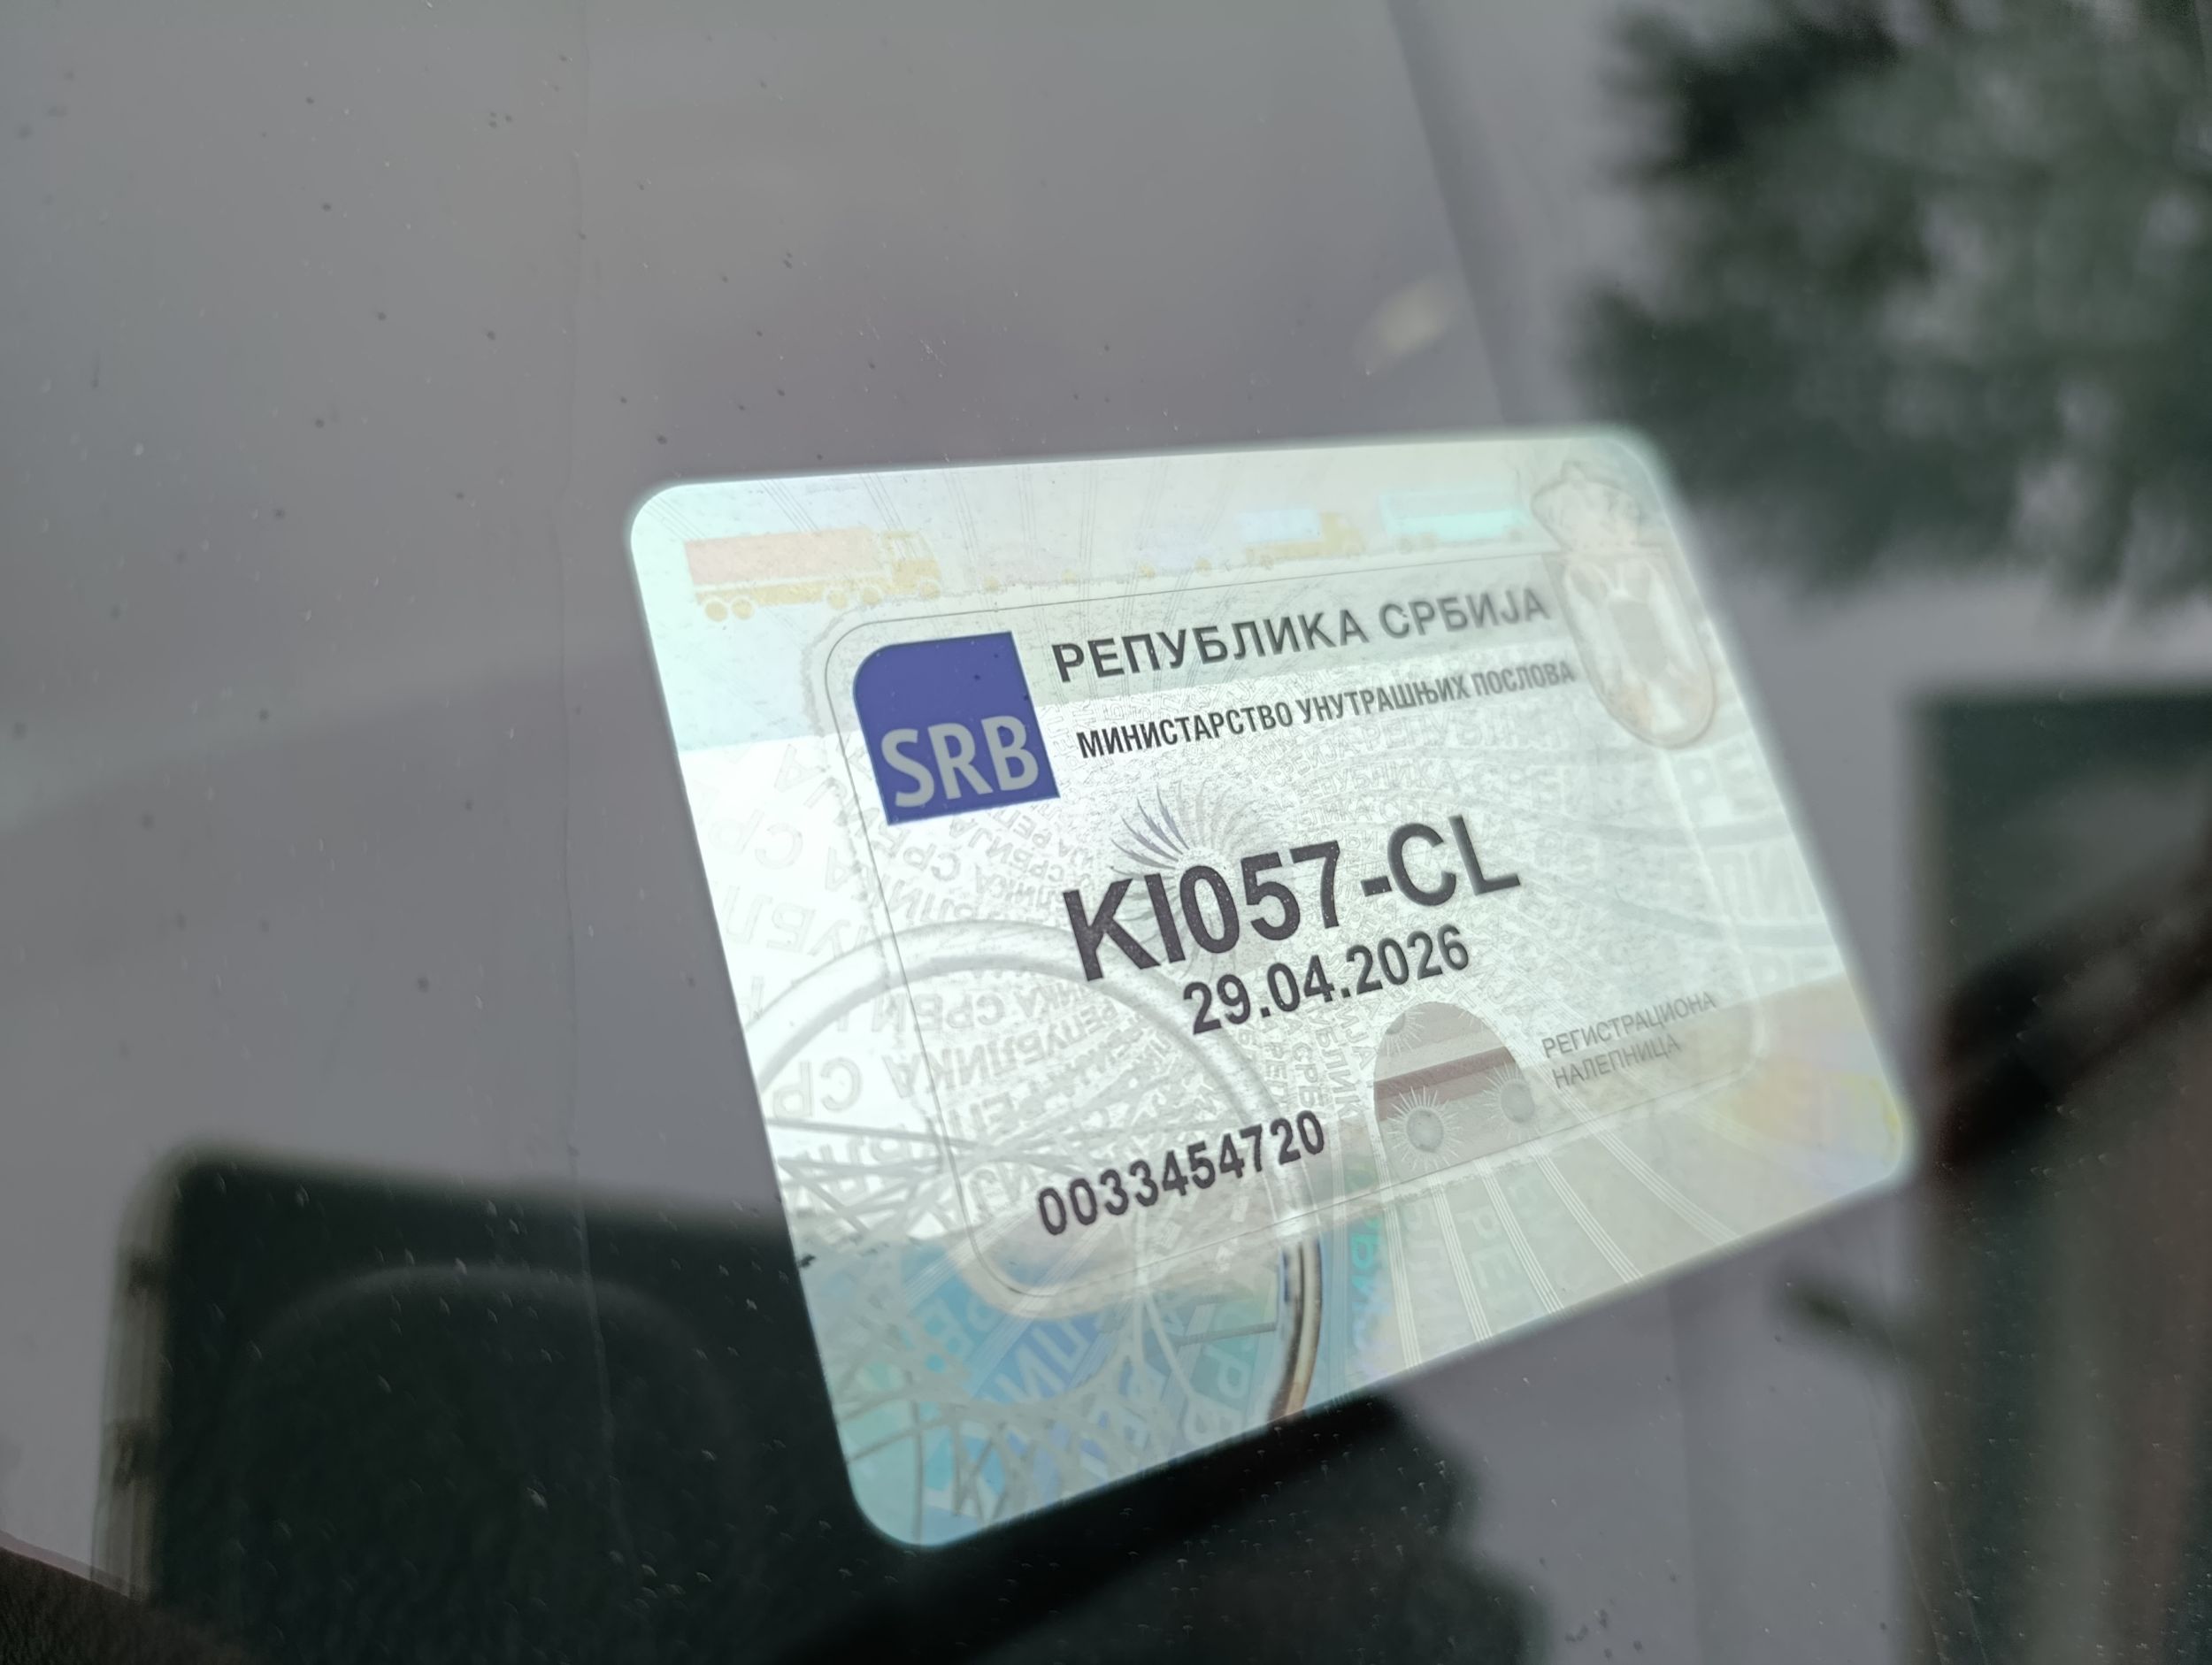 РЕПУБЛИКА СРБИЈА
МИНИСТАРСТВО УНУТРАШЊИХ ПОСЛОВА
SRB
KI057-CL
29.04.2026
РЕГИСТРАЦИОНА
НАЛЕПНИЦА
0033454720